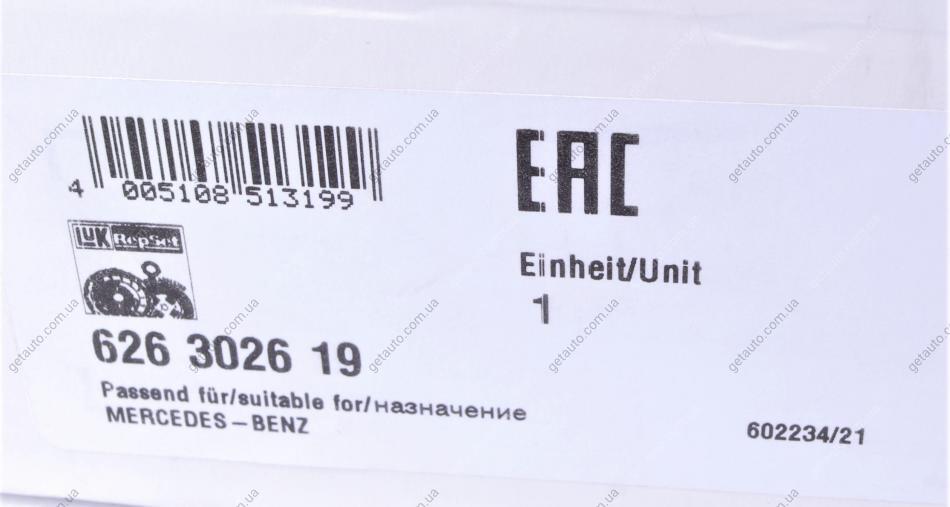 4 005108 513199
EAC
LuK RepSet
Einheit/Unit
1
626 3026 19
Passend für/suitable for/назначение
MERCEDES-BENZ
602234/21
getauto.com.ua